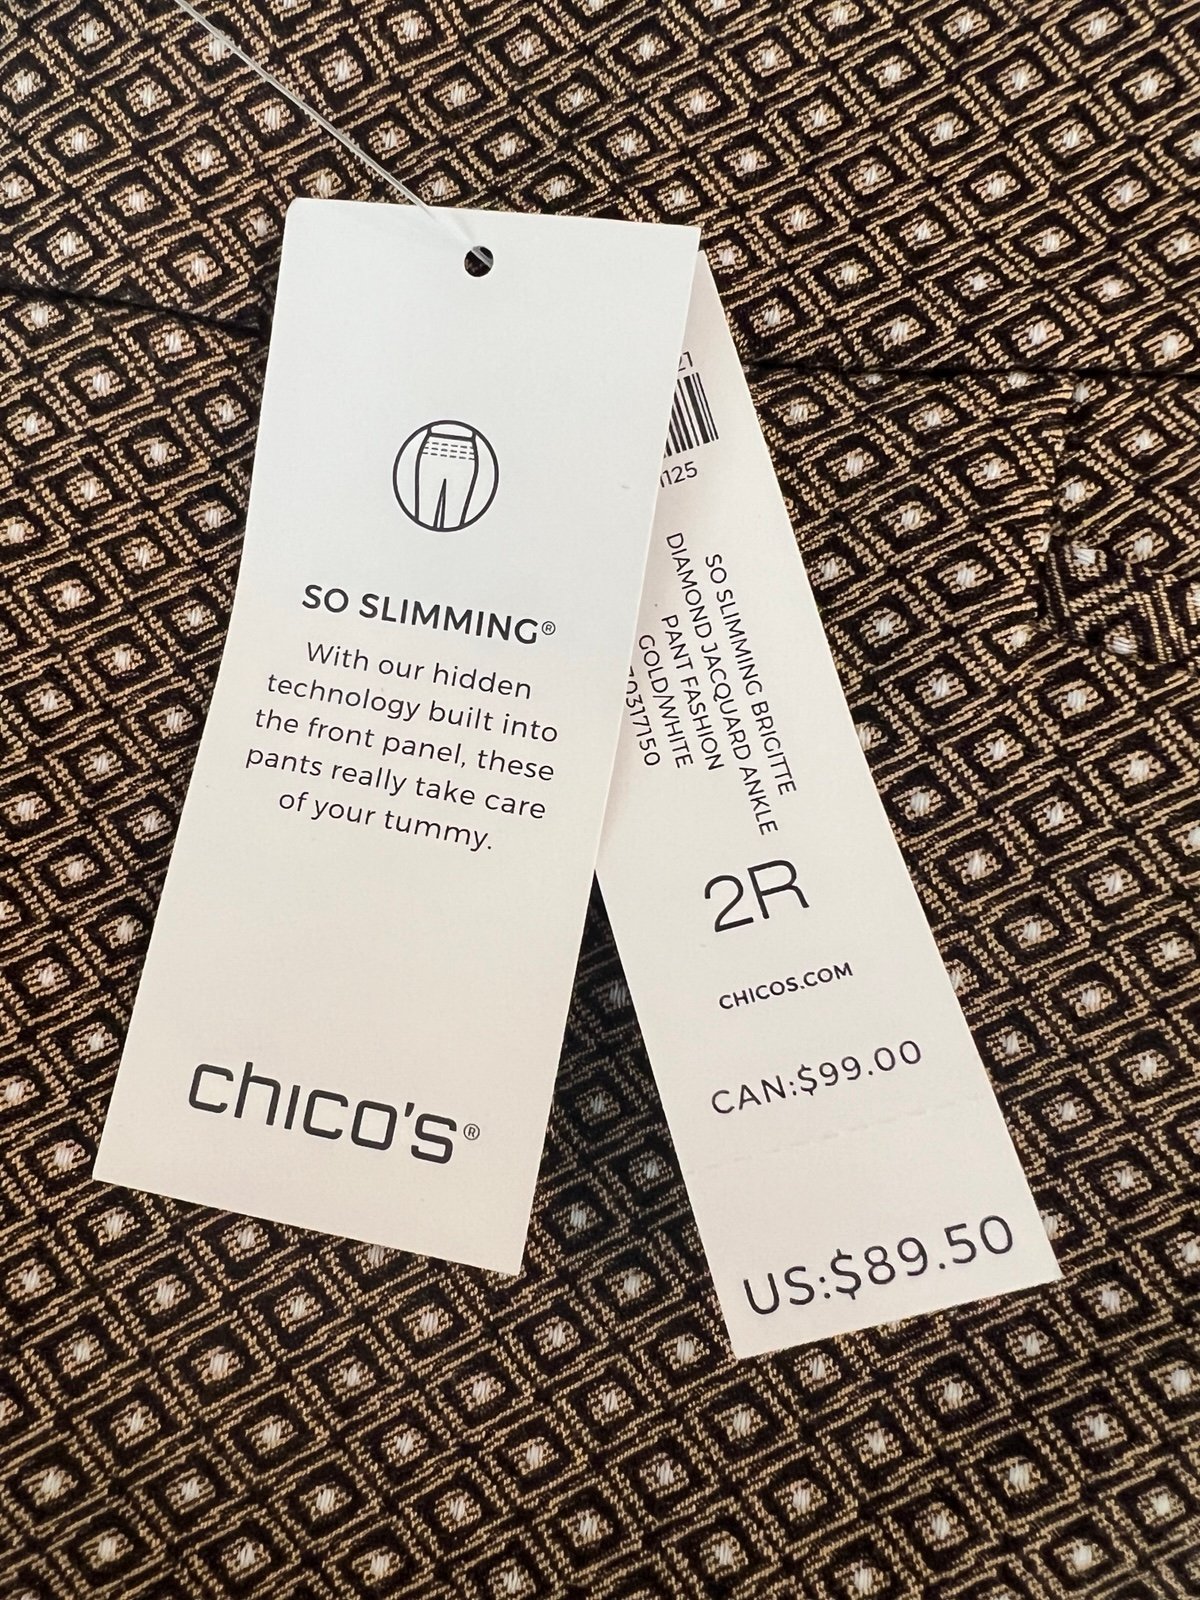 SO SLIMMING®
With our hidden
technology built into
the front panel, these
pants really take care
of your tummy.
chico's®
SO SLIMMING BRIGITTE
DIAMOND JACQUARD ANKLE
PANT FASHION
GOLD/WHITE
2R
CHICOS.COM
CAN:$99.00
US:$89.50